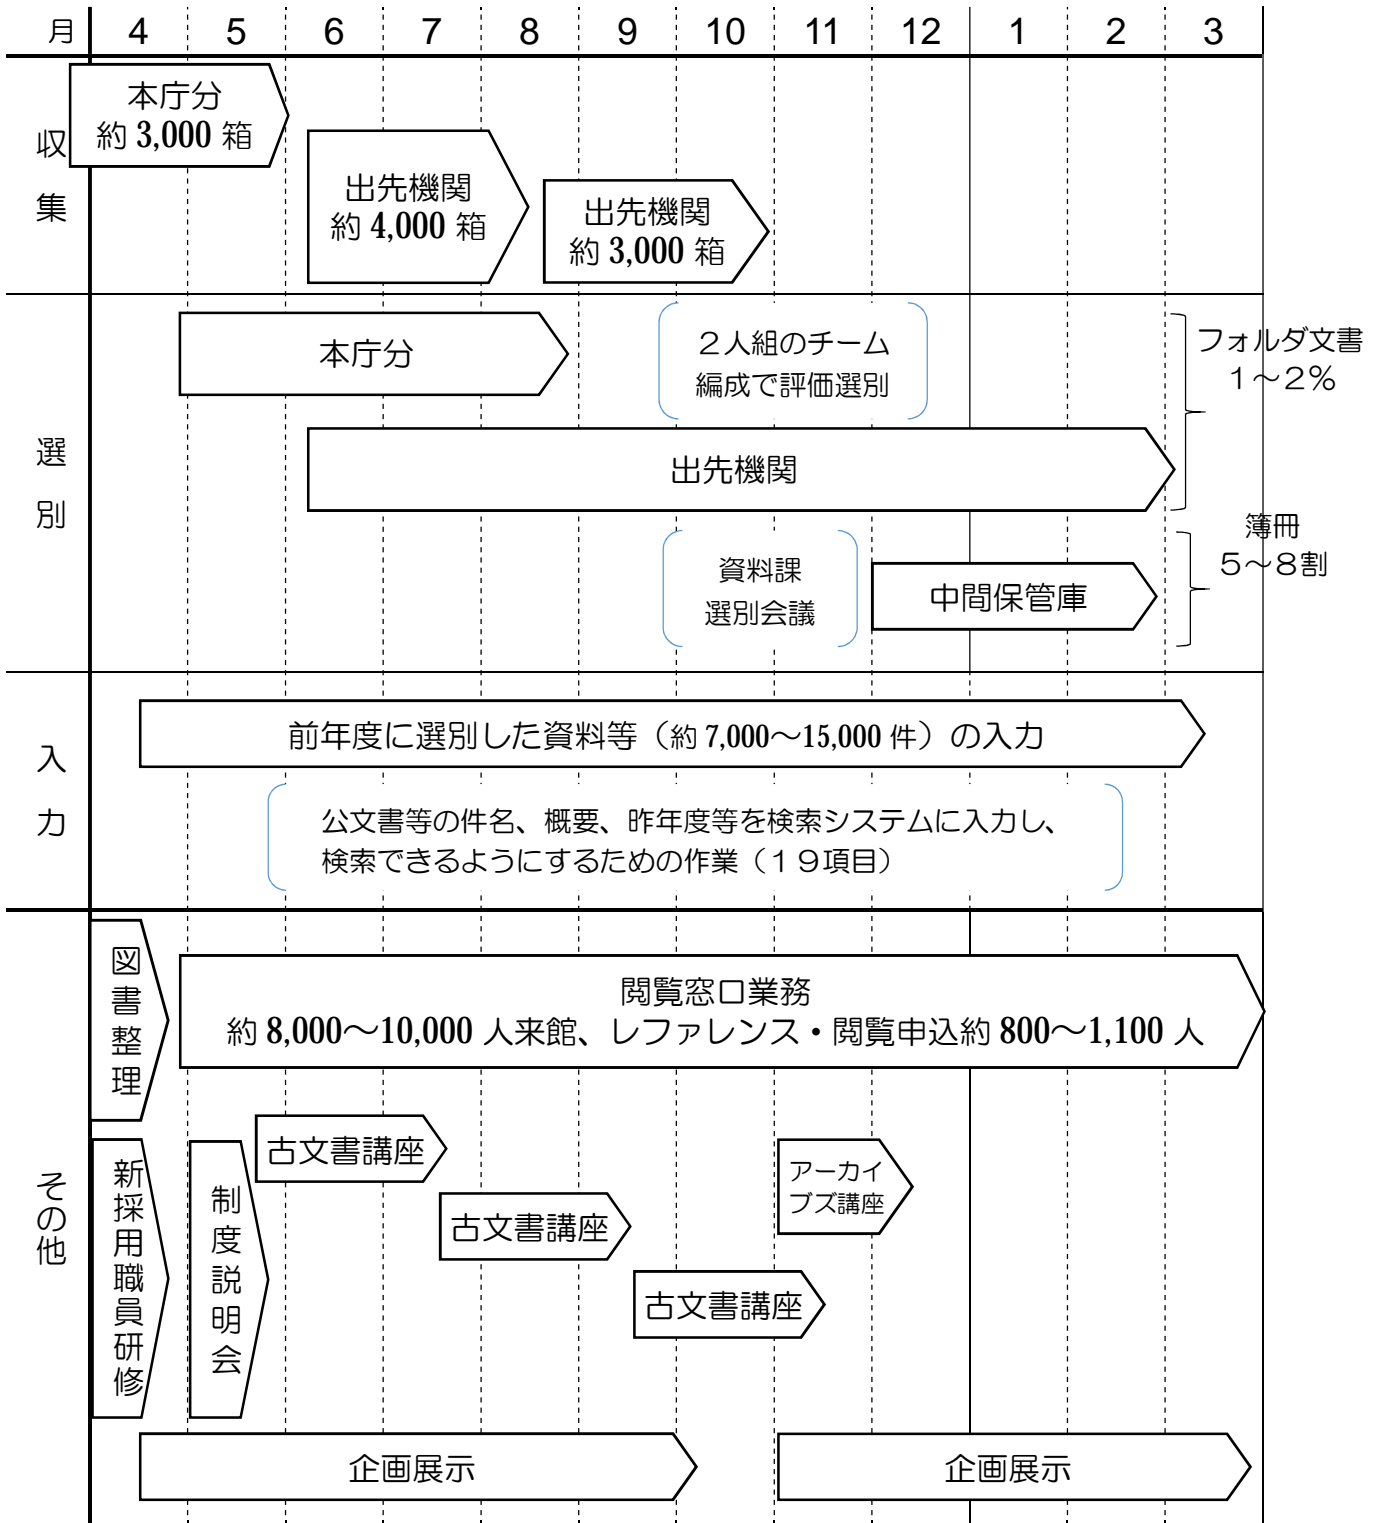 月 4 5 6 7 8 9 10 11 12 1 2 3
収集
本庁分
約 3,000 箱
出先機関
約 4,000 箱
出先機関
約 3,000 箱
選別
本庁分
2人組のチーム
編成で評価選別
フォルダ文書
1~2%
出先機関
資料課
選別会議
中間保管庫
簿冊
5~8割
入力
前年度に選別した資料等（約 7,000~15,000 件）の入力
公文書等の件名、概要、昨年度等を検索システムに入力し、
検索できるようにするための作業（19項目）
その他
図書整理
閲覧窓口業務
約 8,000~10,000 人来館、レファレンス・閲覧申込約 800~1,100 人
新採用職員研修
制度説明会
古文書講座
古文書講座
古文書講座
アーカイ
ブズ講座
企画展示
企画展示